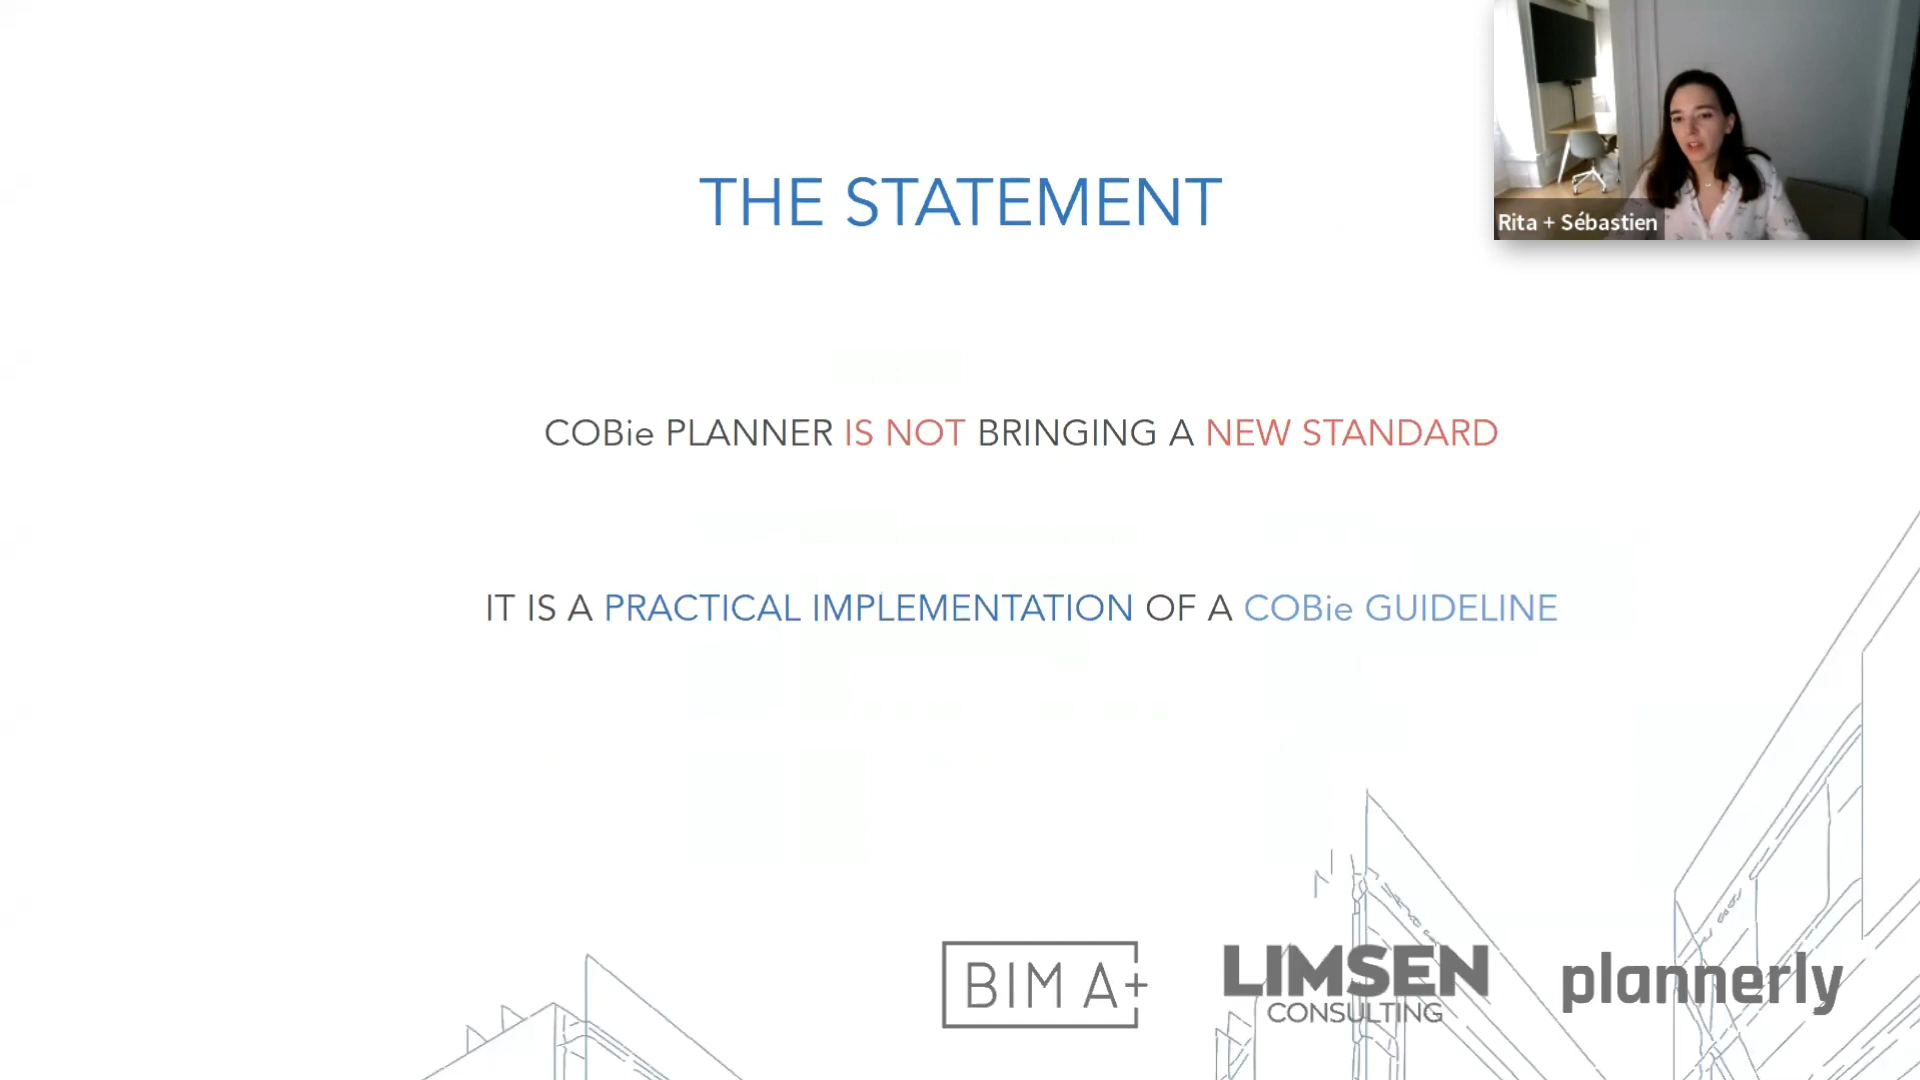 THE STATEMENT
Rita + Sébastien
COBie PLANNER IS NOT BRINGING A NEW STANDARD
IT IS A PRACTICAL IMPLEMENTATION OF A COBie GUIDELINE
BIM A+
LIMSEN
CONSULTING
plannerly